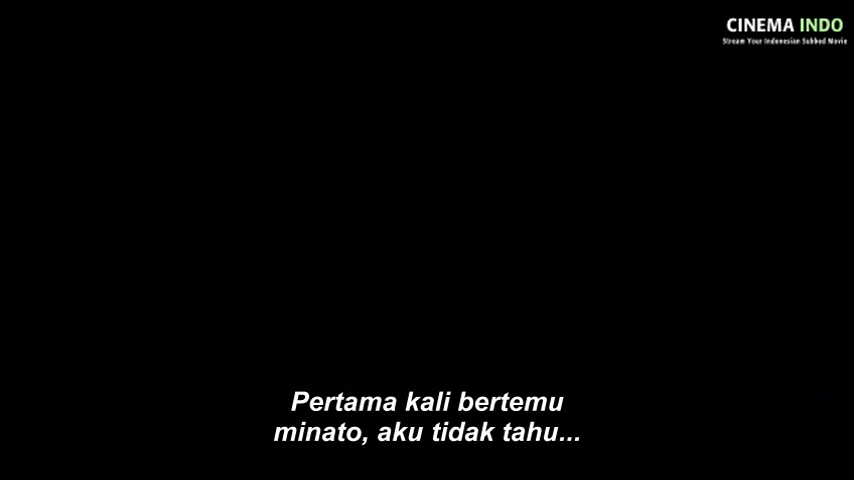 CINEMA INDO
Stream Your Indonesian Subbed Movie
Pertama kali bertemu
minato, aku tidak tahu...